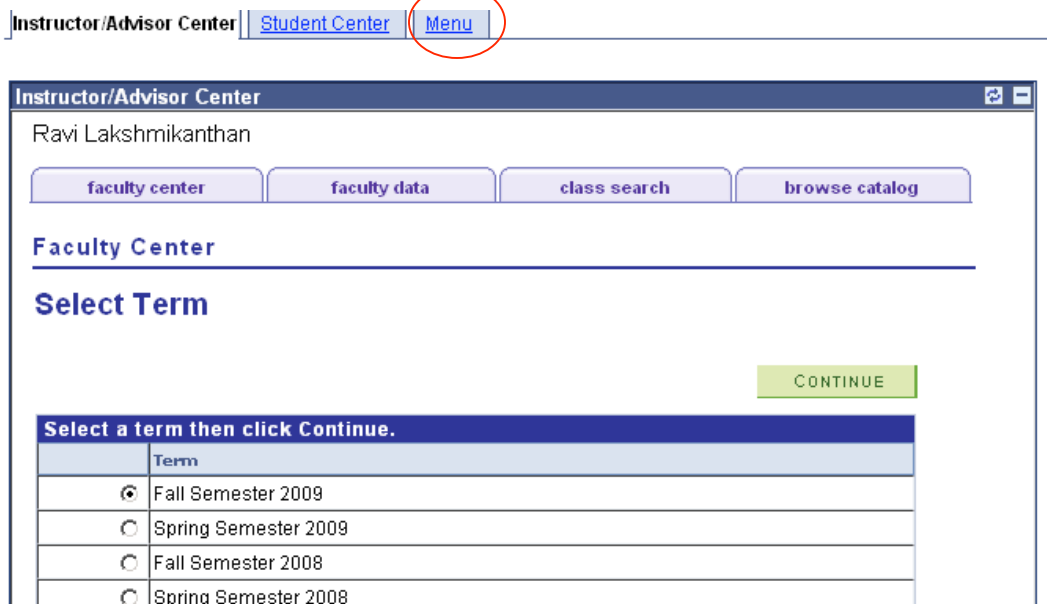 Instructor/Advisor Center Student Center Menu
Instructor/Advisor Center
Ravi Lakshmikanthan
faculty center faculty data class search browse catalog
Faculty Center
Select Term
CONTINUE
Select a term then click Continue.
Term
Fall Semester 2009
Spring Semester 2009
Fall Semester 2008
Spring Semester 2008